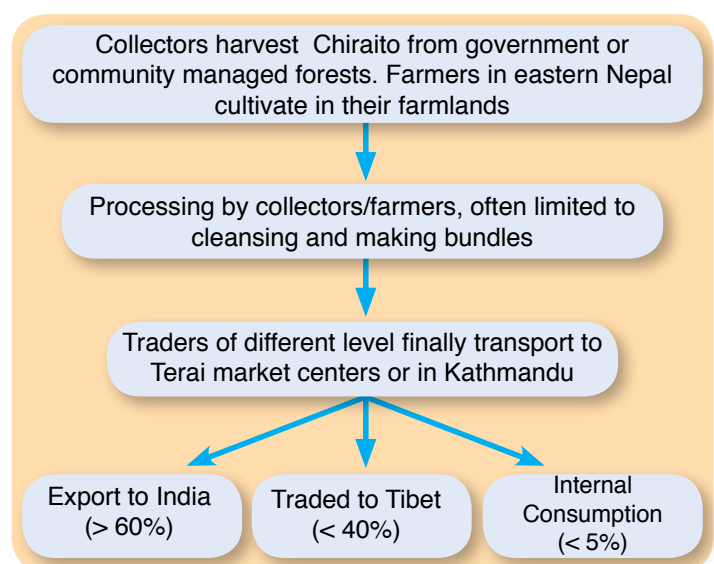 Collectors harvest Chiraito from government or
community managed forests. Farmers in eastern Nepal
cultivate in their farmlands
Processing by collectors/farmers, often limited to
cleansing and making bundles
Traders of different level finally transport to
Terai market centers or in Kathmandu
Export to India
(> 60%)
Traded to Tibet
(< 40%)
Internal
Consumption
(< 5%)